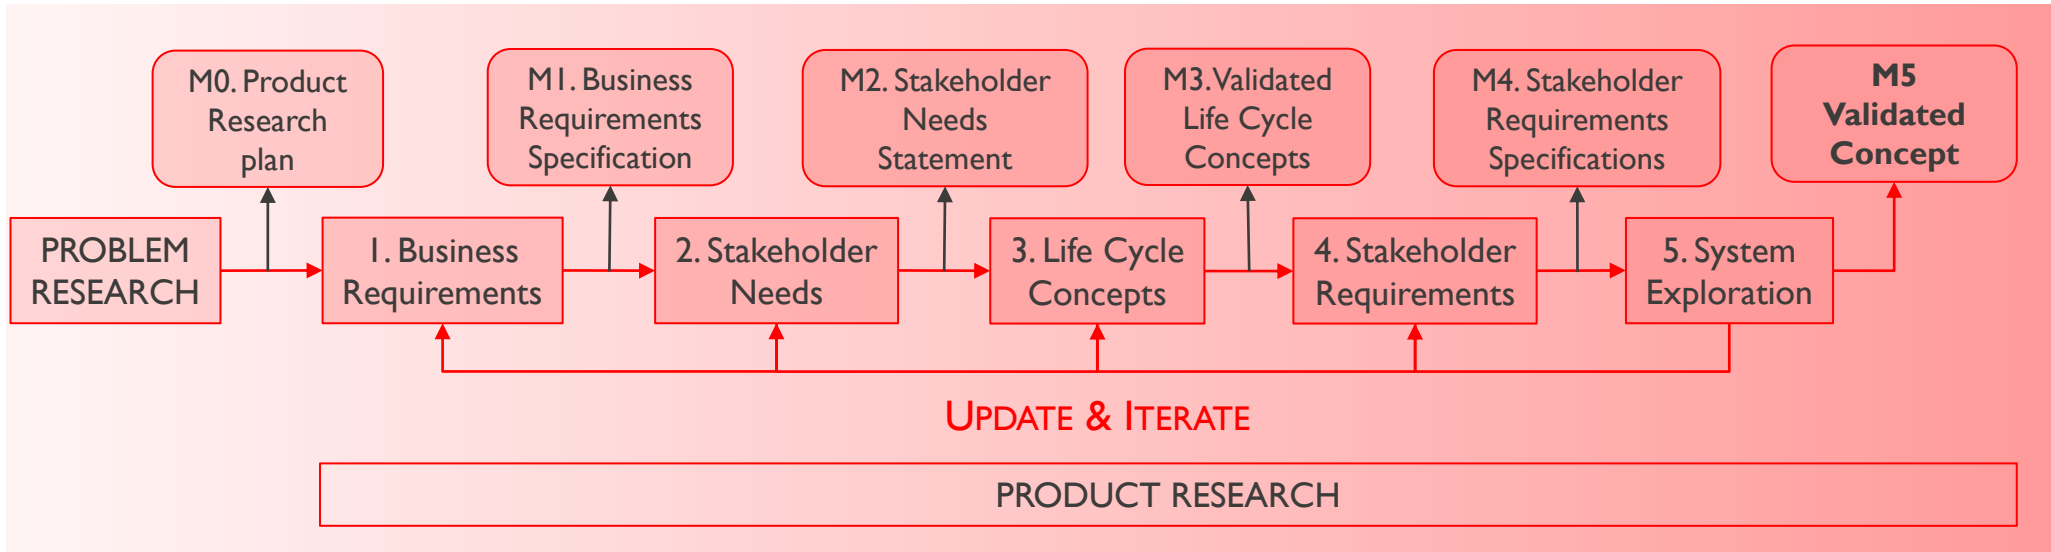 M0. Product
Research
plan
M1. Business
Requirements
Specification
M2. Stakeholder
Needs
Statement
M3. Validated
Life Cycle
Concepts
M4. Stakeholder
Requirements
Specifications
M5
Validated
Concept
PROBLEM
RESEARCH
1. Business
Requirements
2. Stakeholder
Needs
3. Life Cycle
Concepts
4. Stakeholder
Requirements
5. System
Exploration
UPDATE & ITERATE
PRODUCT RESEARCH